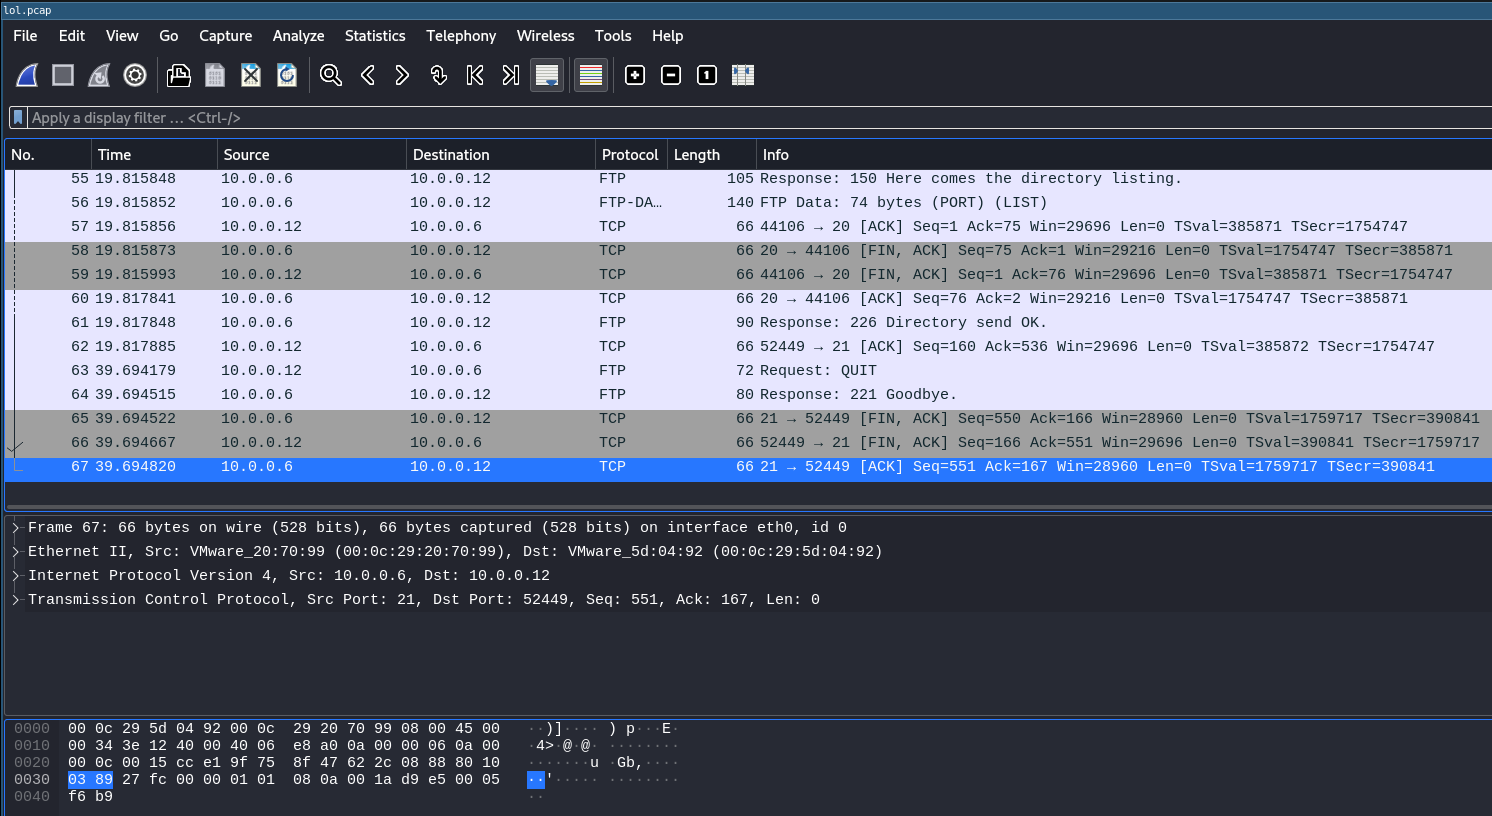 lol.pcap
File Edit View Go Capture Analyze Statistics Telephony Wireless Tools Help
Apply a display filter … <Ctrl-/>
No. Time Source Destination Protocol Length Info
55 19.815848 10.0.0.6 10.0.0.12 FTP 105 Response: 150 Here comes the directory listing.
56 19.815852 10.0.0.6 10.0.0.12 FTP-DA… 140 FTP Data: 74 bytes (PORT) (LIST)
57 19.815856 10.0.0.12 10.0.0.6 TCP 66 44106 → 20 [ACK] Seq=1 Ack=75 Win=29696 Len=0 TSval=385871 TSecr=1754747
58 19.815873 10.0.0.6 10.0.0.12 TCP 66 20 → 44106 [FIN, ACK] Seq=75 Ack=1 Win=29216 Len=0 TSval=1754747 TSecr=385871
59 19.815993 10.0.0.12 10.0.0.6 TCP 66 44106 → 20 [FIN, ACK] Seq=1 Ack=76 Win=29696 Len=0 TSval=385871 TSecr=1754747
60 19.817841 10.0.0.6 10.0.0.12 TCP 66 20 → 44106 [ACK] Seq=76 Ack=2 Win=29216 Len=0 TSval=1754747 TSecr=385871
61 19.817848 10.0.0.6 10.0.0.12 FTP 90 Response: 226 Directory send OK.
62 19.817885 10.0.0.12 10.0.0.6 TCP 66 52449 → 21 [ACK] Seq=160 Ack=536 Win=29696 Len=0 TSval=385872 TSecr=1754747
63 39.694179 10.0.0.12 10.0.0.6 FTP 72 Request: QUIT
64 39.694515 10.0.0.6 10.0.0.12 FTP 80 Response: 221 Goodbye.
65 39.694522 10.0.0.6 10.0.0.12 TCP 66 21 → 52449 [FIN, ACK] Seq=550 Ack=166 Win=28960 Len=0 TSval=1759717 TSecr=390841
66 39.694667 10.0.0.12 10.0.0.6 TCP 66 52449 → 21 [FIN, ACK] Seq=166 Ack=551 Win=29696 Len=0 TSval=390841 TSecr=1759717
67 39.694820 10.0.0.6 10.0.0.12 TCP 66 21 → 52449 [ACK] Seq=551 Ack=167 Win=28960 Len=0 TSval=1759717 TSecr=390841
Frame 67: 66 bytes on wire (528 bits), 66 bytes captured (528 bits) on interface eth0, id 0
Ethernet II, Src: VMware_20:70:99 (00:0c:29:20:70:99), Dst: VMware_5d:04:92 (00:0c:29:5d:04:92)
Internet Protocol Version 4, Src: 10.0.0.6, Dst: 10.0.0.12
Transmission Control Protocol, Src Port: 21, Dst Port: 52449, Seq: 551, Ack: 167, Len: 0
0000 00 0c 29 5d 04 92 00 0c 29 20 70 99 08 00 45 00 ··)]···· ) p···E·
0010 00 34 3e 12 40 00 40 06 e8 a0 0a 00 00 06 0a 00 ·4>·@·@· ········
0020 00 0c 00 15 cc e1 9f 75 8f 47 62 2c 08 88 80 10 ·······u ·Gb,····
0030 03 89 27 fc 00 00 01 01 08 0a 00 1a d9 e5 00 05 ··'····· ········
0040 f6 b9 ··